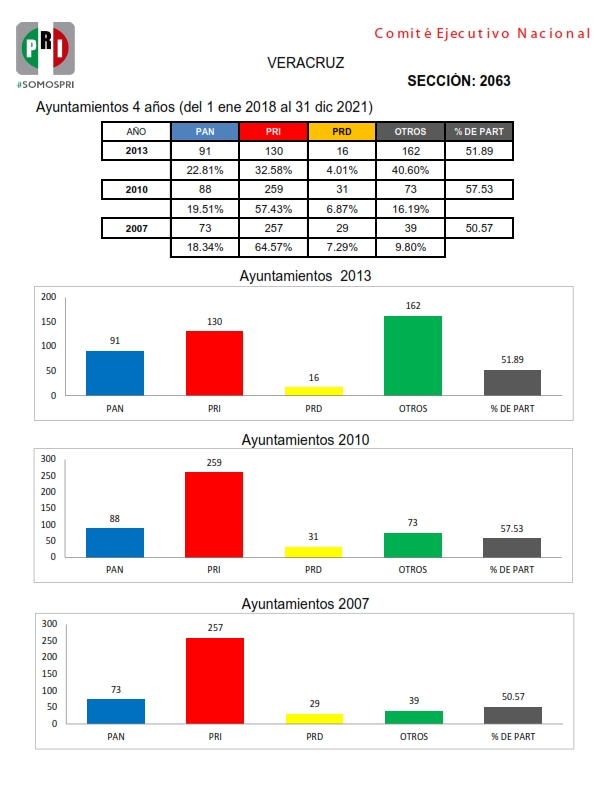 Comité Ejecutivo Nacional
PRI
#SOMOSPRI
VERACRUZ
SECCIÓN: 2063
Ayuntamientos 4 años (del 1 ene 2018 al 31 dic 2021)
AÑO PAN PRI PRD OTROS % DE PART
2013 91 130 16 162 51.89
22.81% 32.58% 4.01% 40.60%
2010 88 259 31 73 57.53
19.51% 57.43% 6.87% 16.19%
2007 73 257 29 39 50.57
18.34% 64.57% 7.29% 9.80%
Ayuntamientos 2013
200
150
100
50
0
91
130
16
162
51.89
PAN PRI PRD OTROS % DE PART
Ayuntamientos 2010
300
250
200
150
100
50
0
88
259
31
73
57.53
PAN PRI PRD OTROS % DE PART
Ayuntamientos 2007
300
250
200
150
100
50
0
73
257
29
39
50.57
PAN PRI PRD OTROS % DE PART